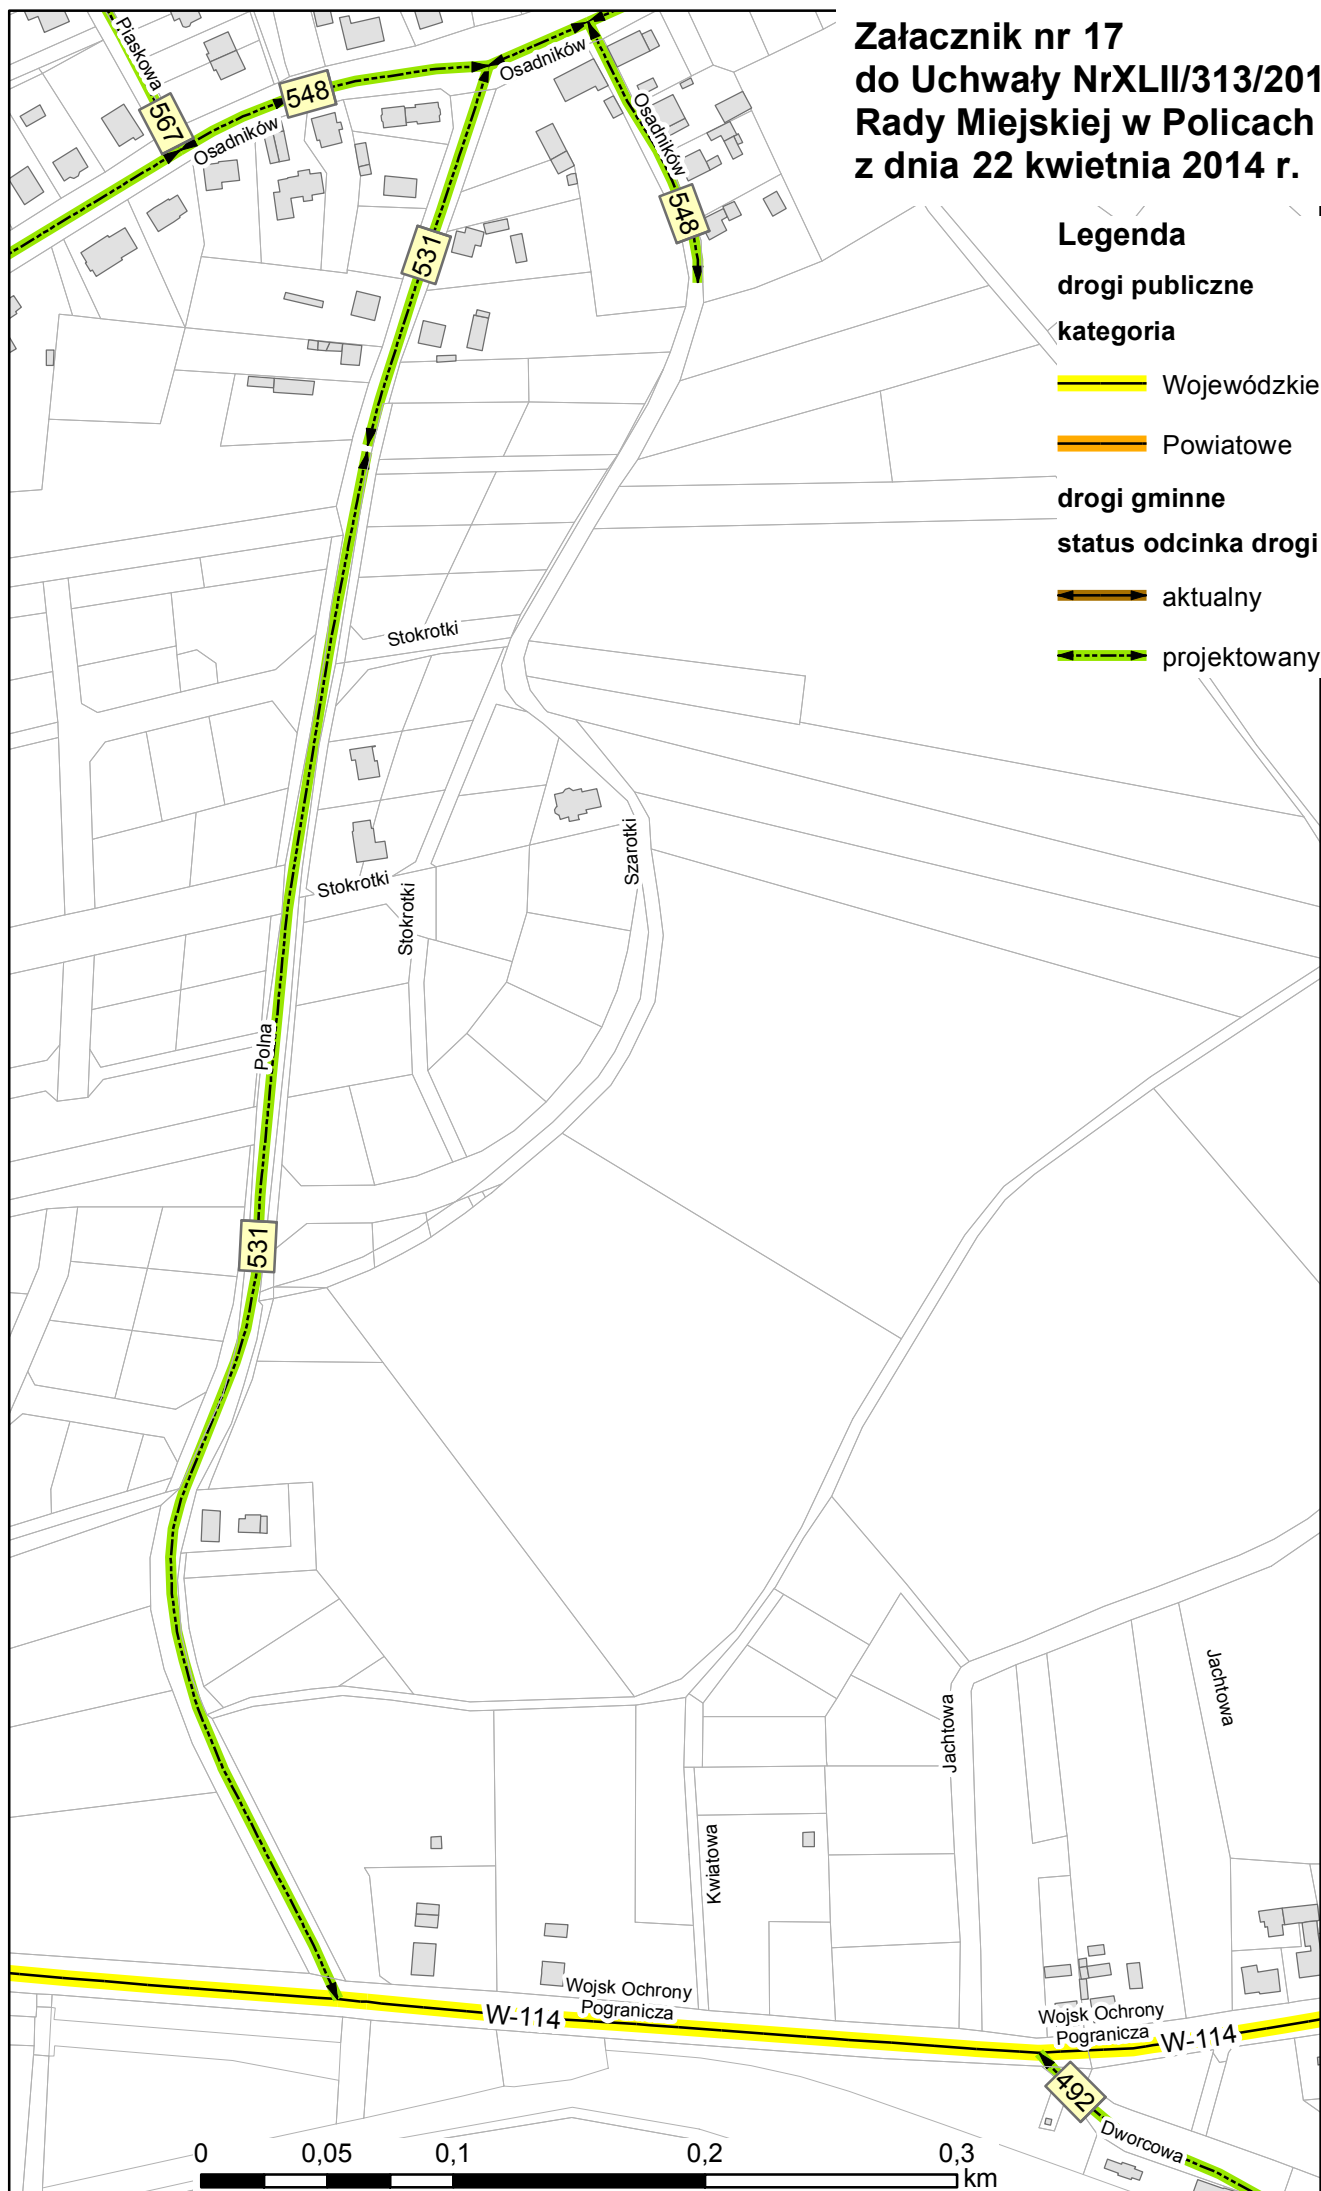 Załacznik nr 17
do Uchwały NrXLII/313/201
Rady Miejskiej w Policach
z dnia 22 kwietnia 2014 r.
Legenda
drogi publiczne
kategoria
Wojewódzkie
Powiatowe
drogi gminne
status odcinka drogi
aktualny
projektowany
Piaskowa
567
Osadników
548
Osadników
Osadników
548
531
Stokrotki
Szarotki
Stokrotki
Stokrotki
Polna
531
Jachtowa
Jachtowa
Kwiatowa
Wojsk Ochrony
Pogranicza
W-114
Wojsk Ochrony
Pogranicza
W-114
492
Dworcowa
0 0,05 0,1 0,2 0,3
km